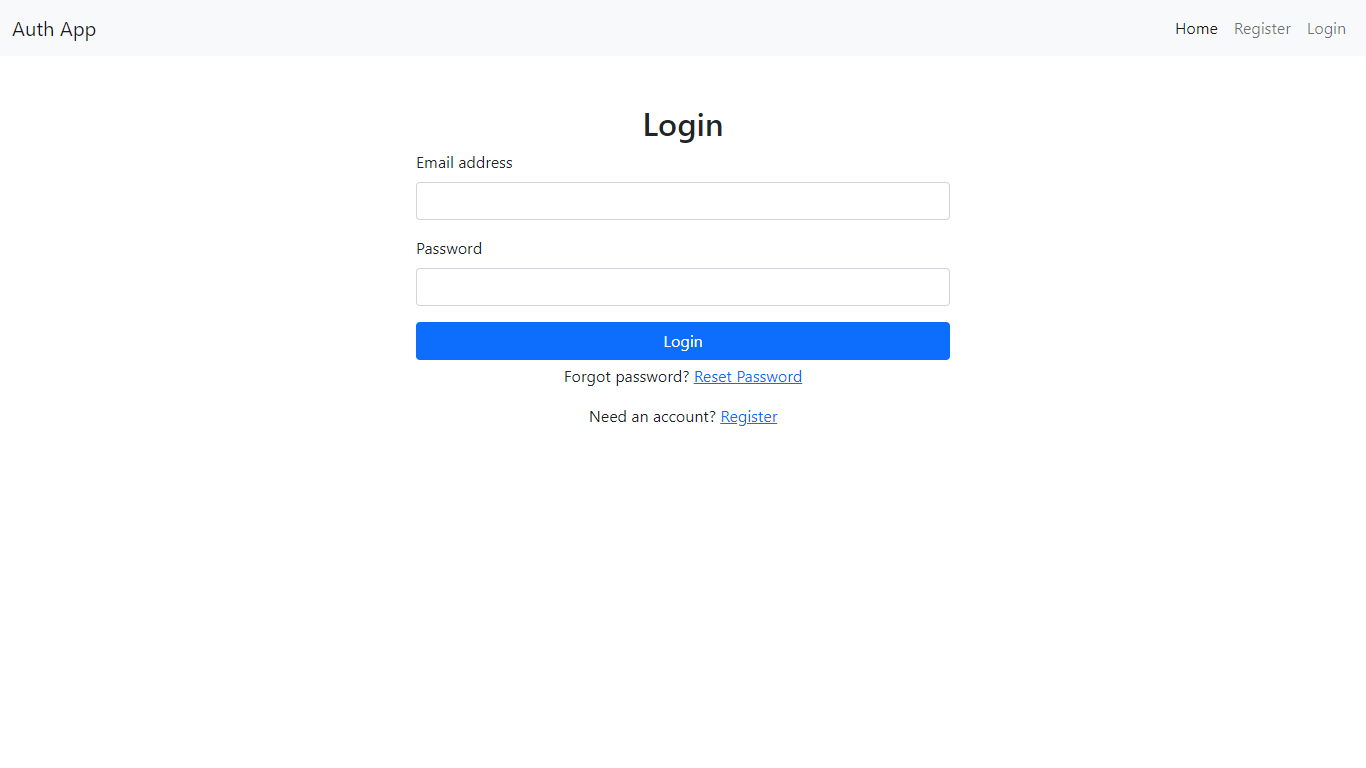 Auth App Home Register Login
Login
Email address
Password
Login
Forgot password? Reset Password
Need an account? Register